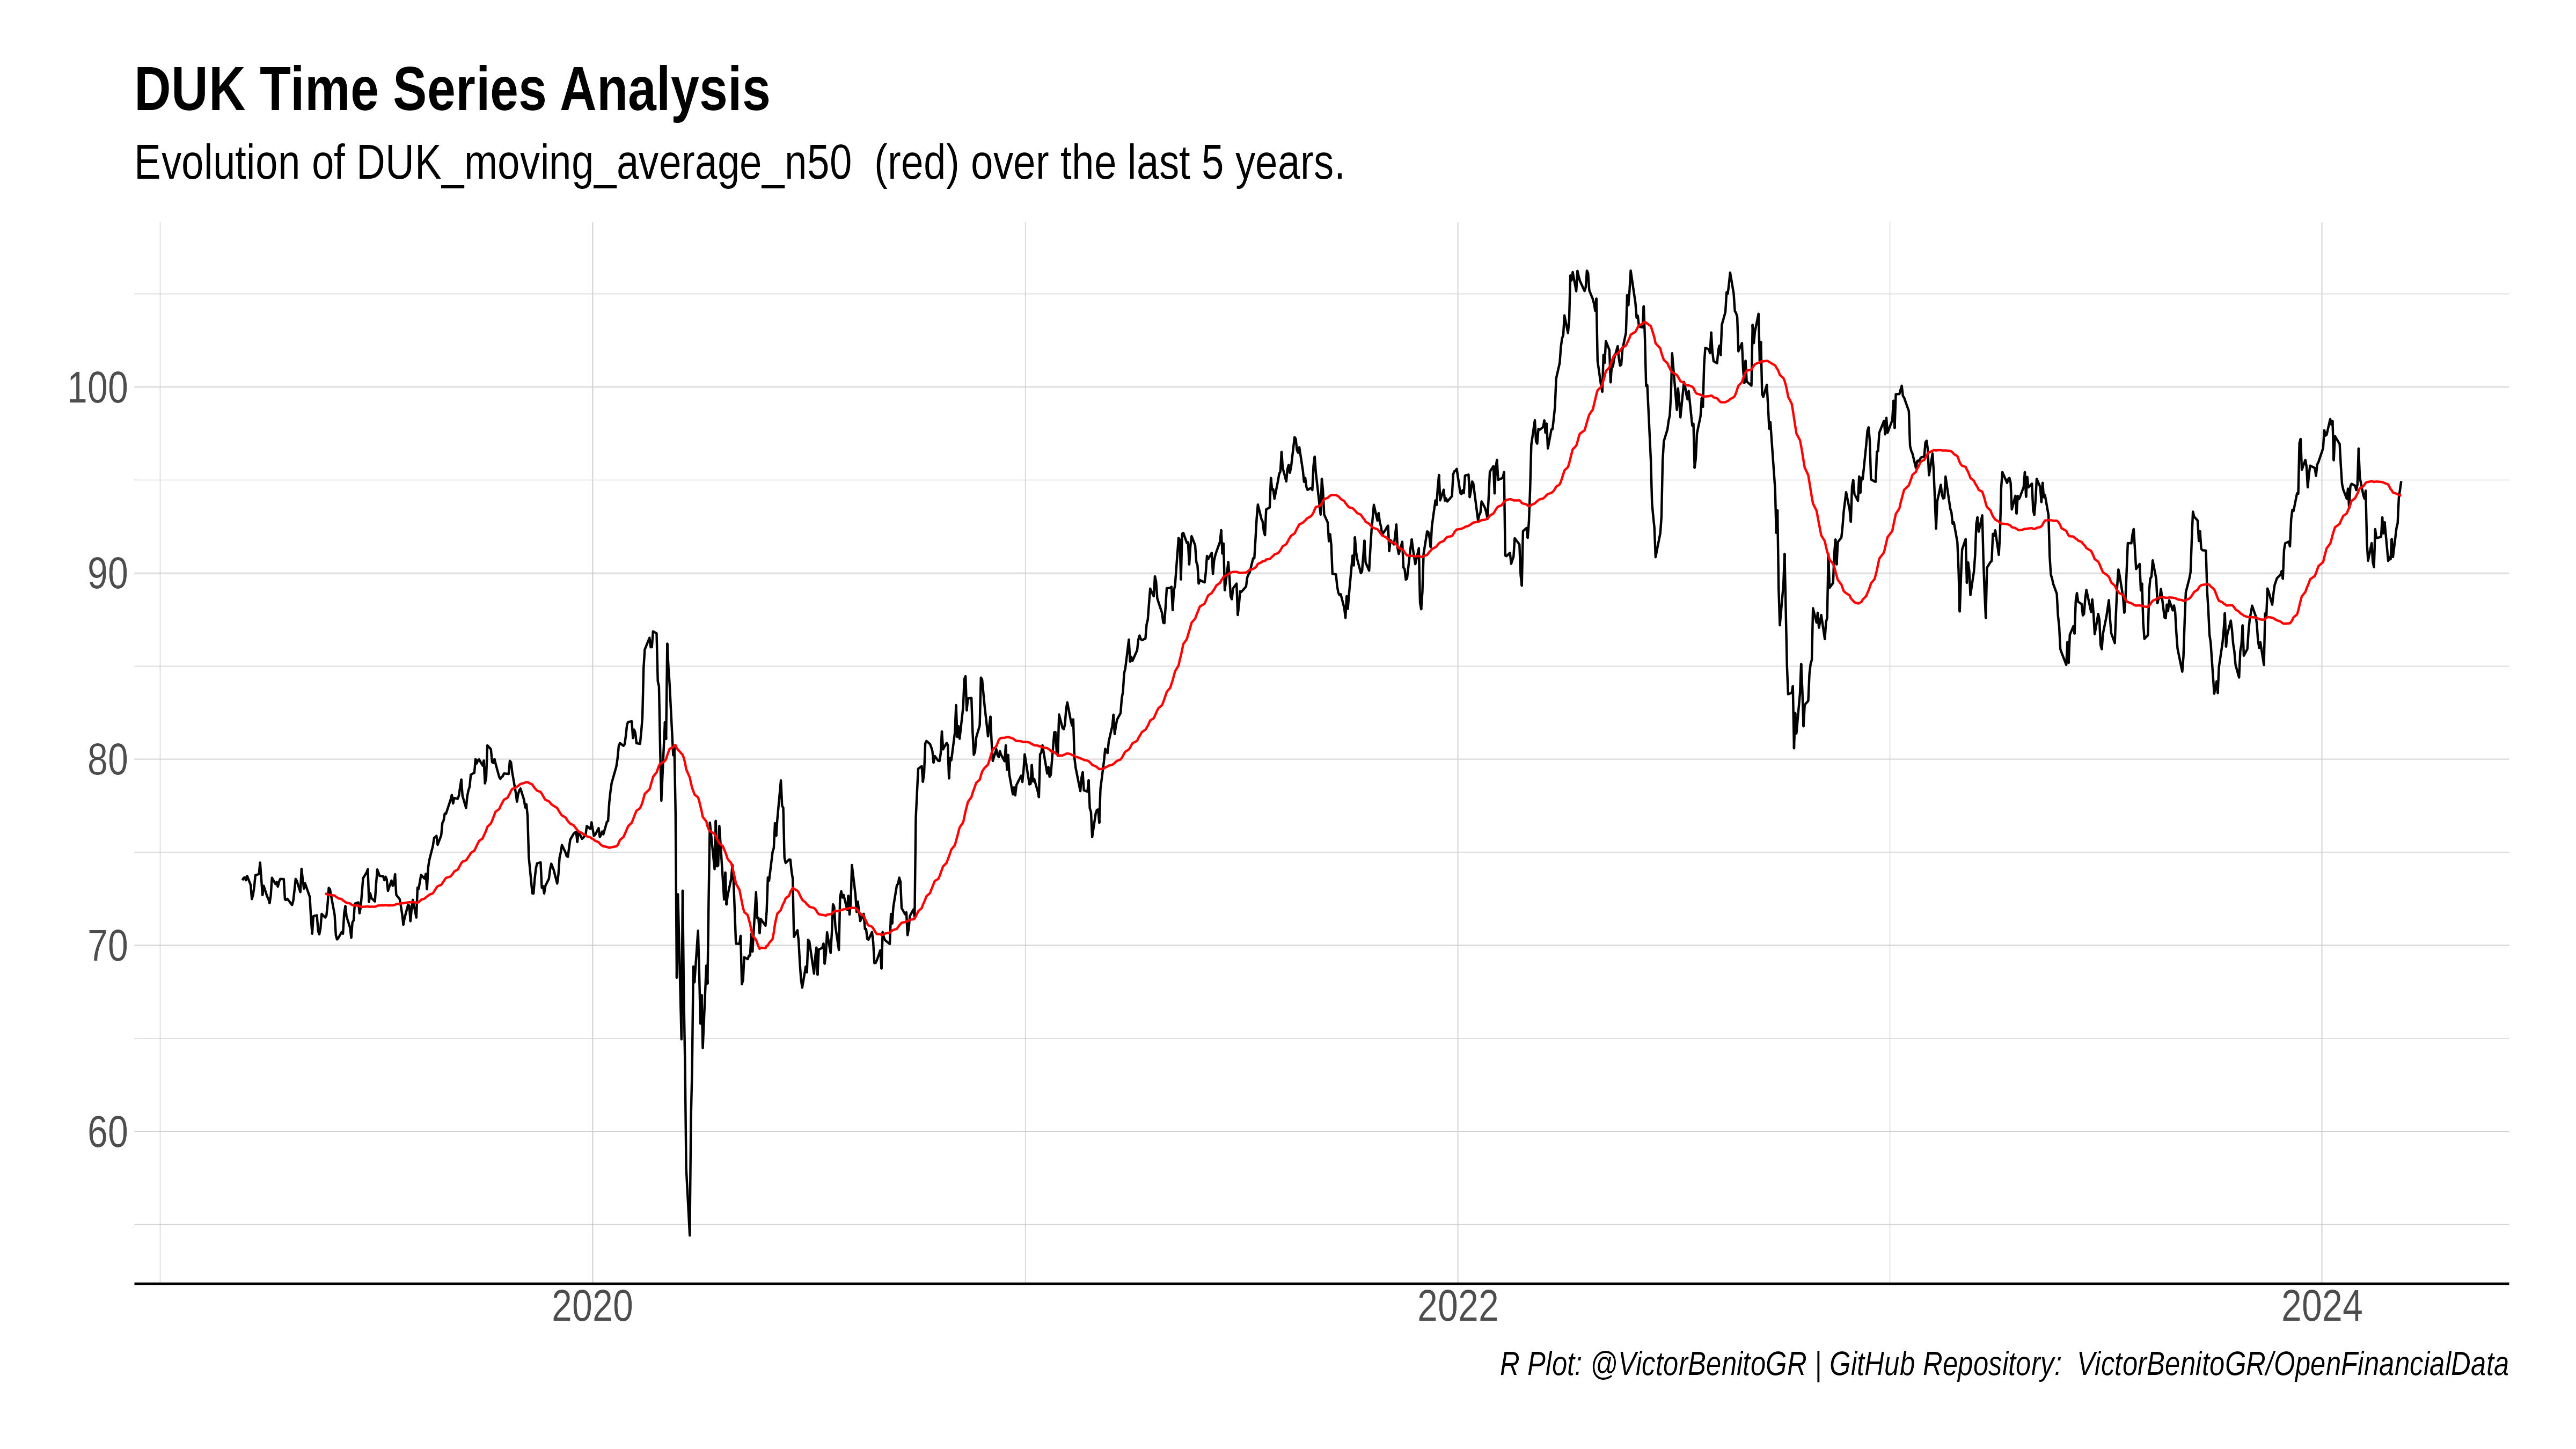 DUK Time Series Analysis
Evolution of DUK_moving_average_n50  (red) over the last 5 years.
100
90
80
70
60
2020 2022 2024
R Plot: @VictorBenitoGR | GitHub Repository:  VictorBenitoGR/OpenFinancialData